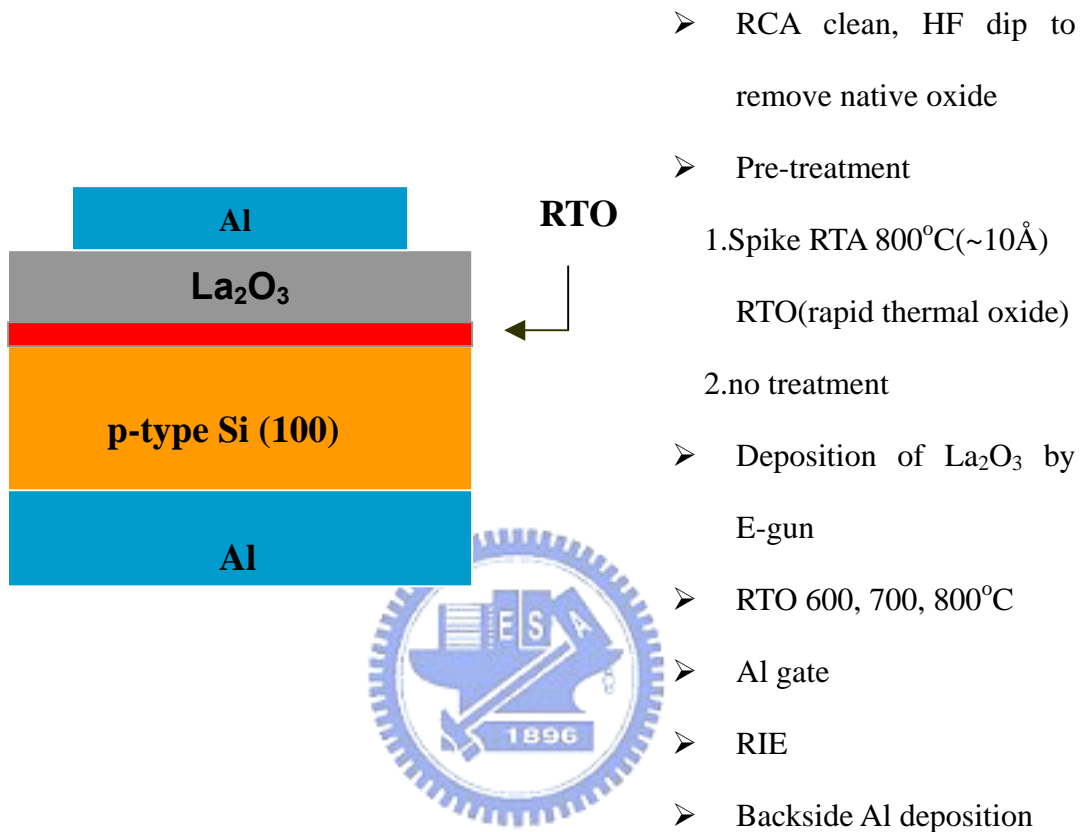 Al
La₂O₃
p-type Si (100)
Al
RTO
➢ RCA clean, HF dip to
remove native oxide
➢ Pre-treatment
1.Spike RTA 800°C(~10Å)
RTO(rapid thermal oxide)
2.no treatment
➢ Deposition of La₂O₃ by
E-gun
➢ RTO 600, 700, 800°C
➢ Al gate
➢ RIE
➢ Backside Al deposition
E S A
1896